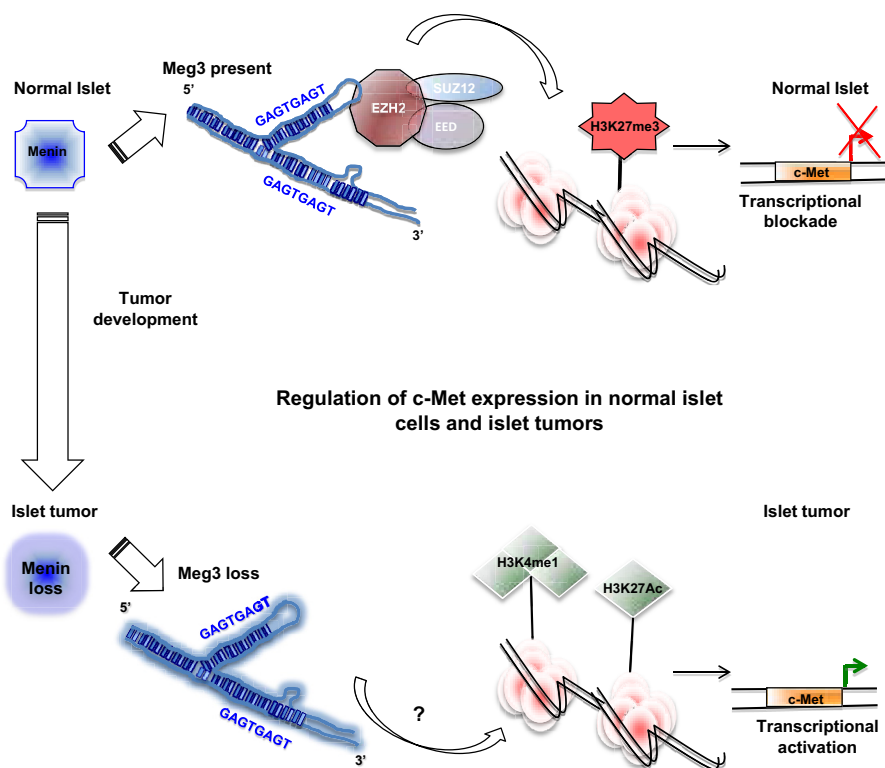 Normal Islet
Meg3 present
5’
GAGTGAGT
GAGTGAGT
3’
Menin
EZH2
SUZ12
EED
H3K27me3
Normal Islet
c-Met
Transcriptional
blockade
Tumor
development
Regulation of c-Met expression in normal islet
cells and islet tumors
Islet tumor
Menin
loss
Meg3 loss
5’
GAGTGAGT
GAGTGAGT
3’
?
H3K4me1
H3K27Ac
Islet tumor
c-Met
Transcriptional
activation